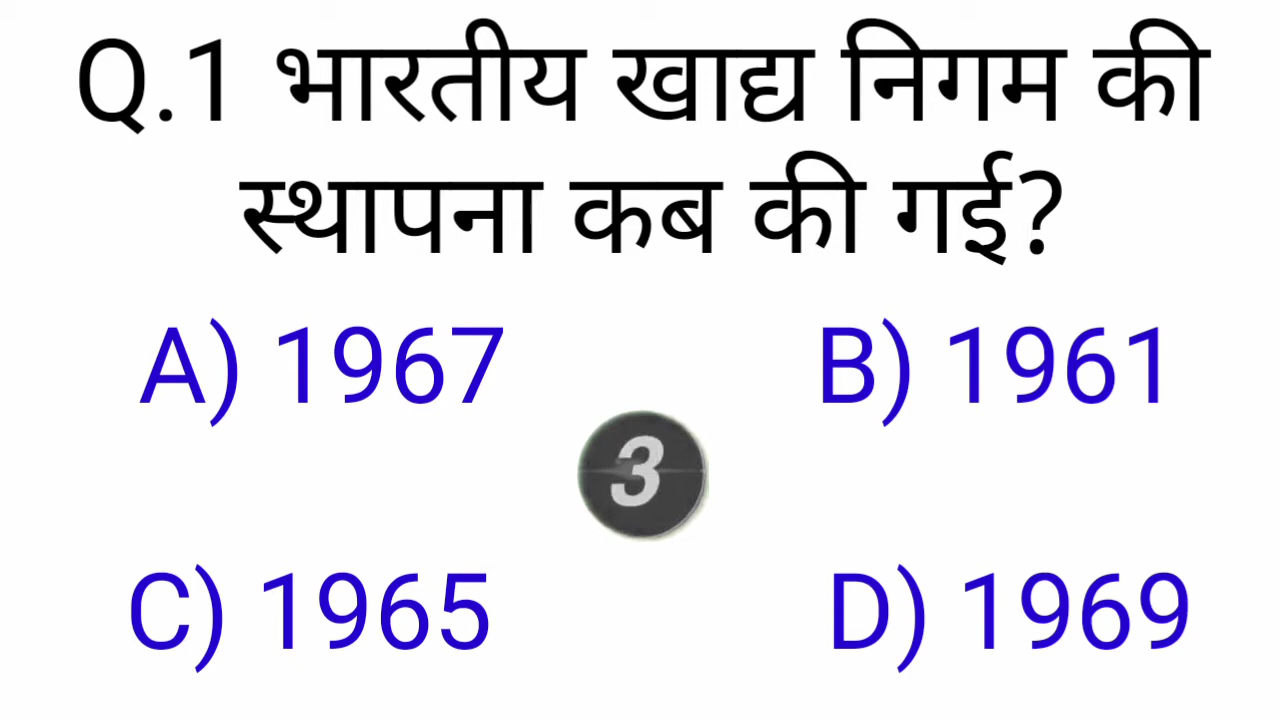 Q.1 भारतीय खाद्य निगम की
स्थापना कब की गई?
A) 1967 B) 1961
3
C) 1965 D) 1969